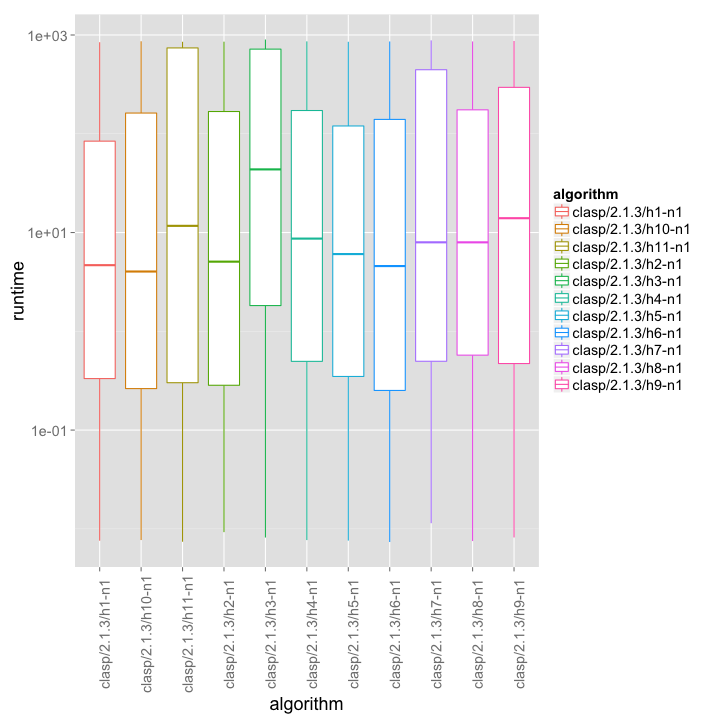 1e+03
1e+01
1e-01
runtime
clasp/2.1.3/h1-n1
clasp/2.1.3/h10-n1
clasp/2.1.3/h11-n1
clasp/2.1.3/h2-n1
clasp/2.1.3/h3-n1
clasp/2.1.3/h4-n1
clasp/2.1.3/h5-n1
clasp/2.1.3/h6-n1
clasp/2.1.3/h7-n1
clasp/2.1.3/h8-n1
clasp/2.1.3/h9-n1
algorithm
algorithm
clasp/2.1.3/h1-n1
clasp/2.1.3/h10-n1
clasp/2.1.3/h11-n1
clasp/2.1.3/h2-n1
clasp/2.1.3/h3-n1
clasp/2.1.3/h4-n1
clasp/2.1.3/h5-n1
clasp/2.1.3/h6-n1
clasp/2.1.3/h7-n1
clasp/2.1.3/h8-n1
clasp/2.1.3/h9-n1